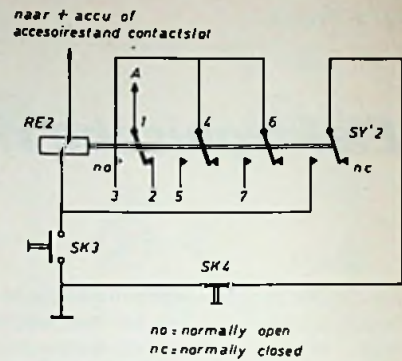 naar + accu of
accesoirestand contactslot
A
RE2
1
4
6
SY'2
no
nc
3
2
5
7
SK3
SK4
no = normally open
nc = normally closed